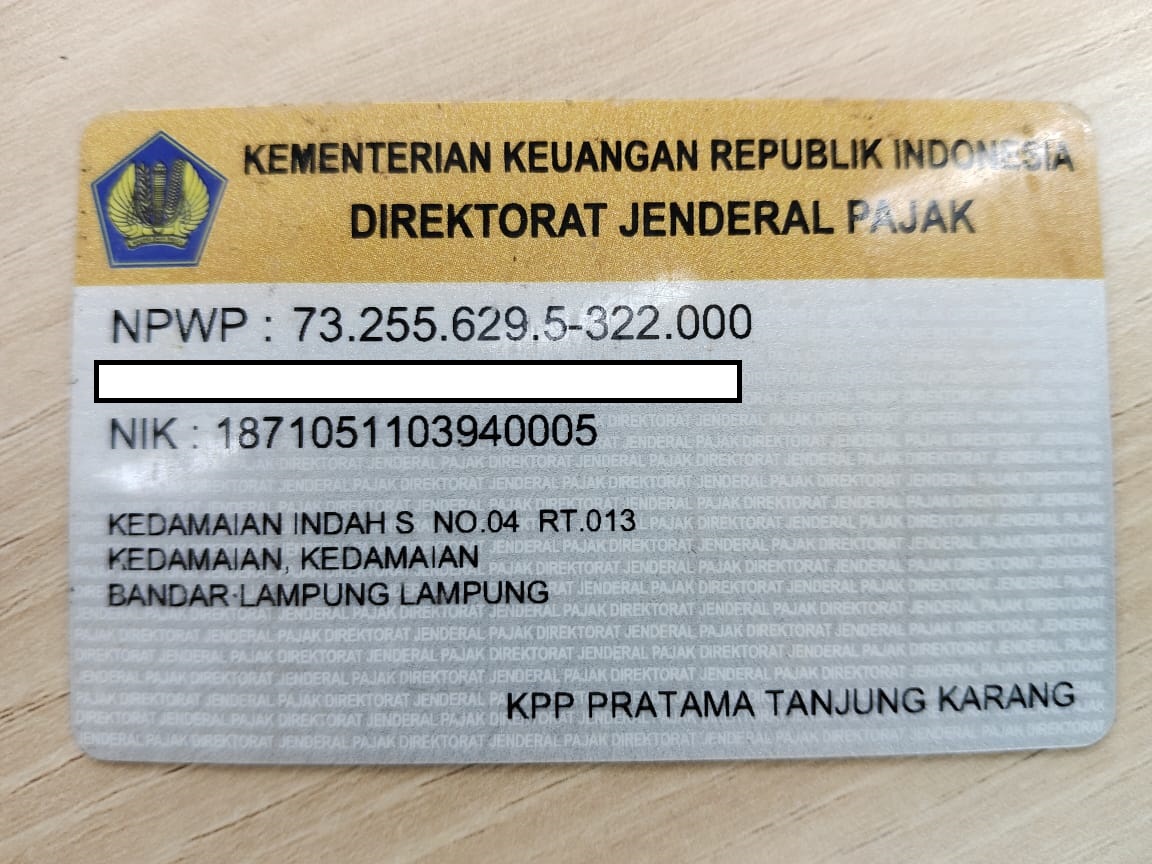 KEMENTERIAN KEUANGAN REPUBLIK INDONESIA
DIREKTORAT JENDERAL PAJAK
NPWP : 73.255.629.5-322.000
NIK : 1871051103940005
KEDAMAIAN INDAH S NO.04 RT.013
KEDAMAIAN, KEDAMAIAN
BANDAR LAMPUNG LAMPUNG
KPP PRATAMA TANJUNG KARANG